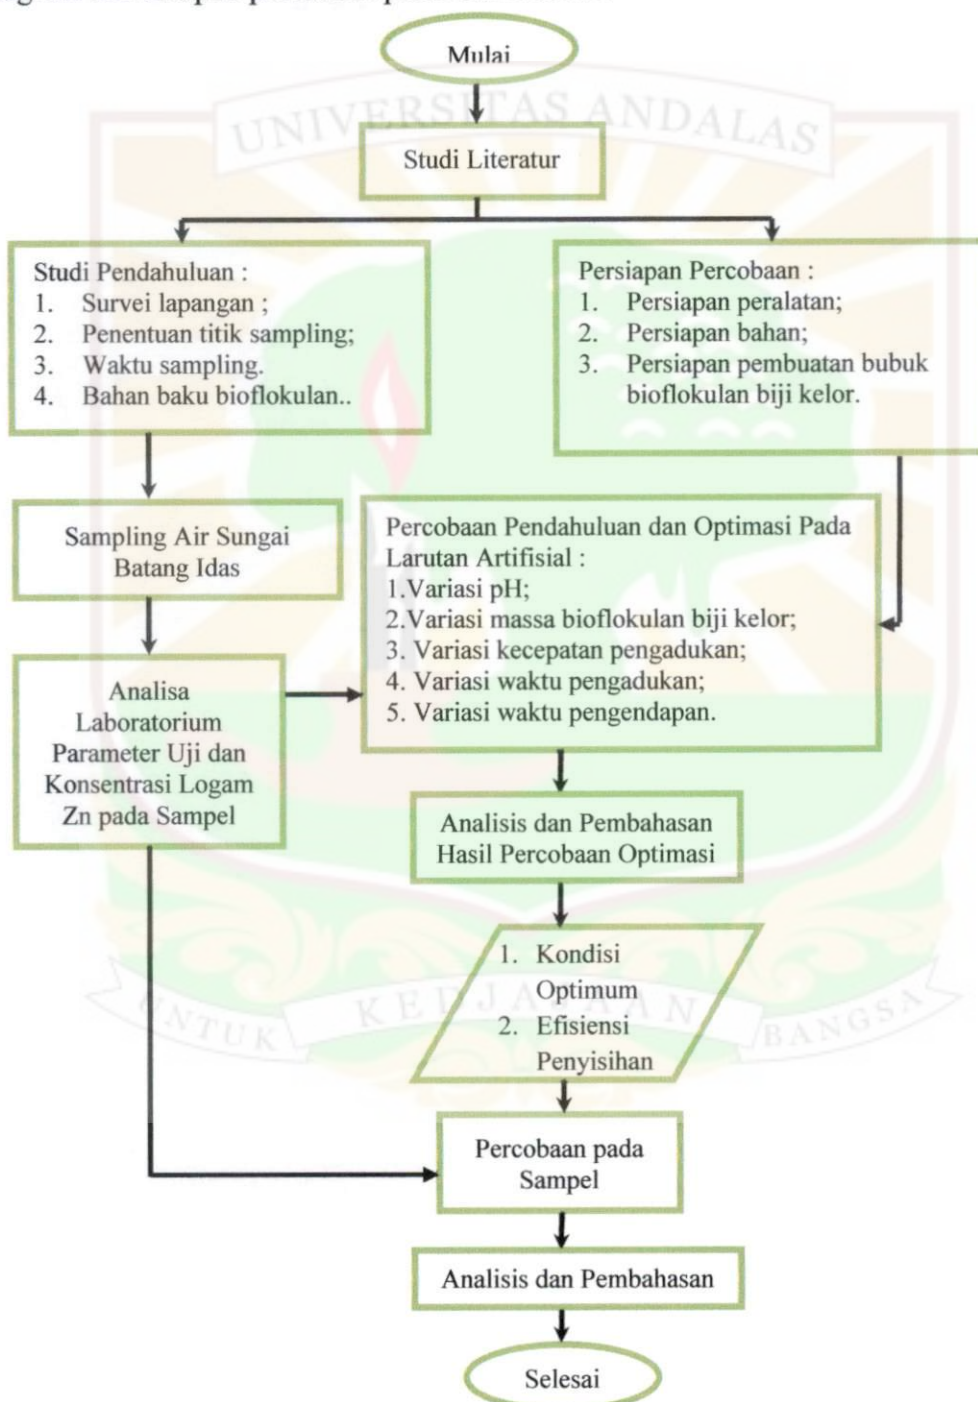 Mulai
UNIVERSITAS ANDALAS
Studi Literatur
Studi Pendahuluan :
1. Survei lapangan ;
2. Penentuan titik sampling;
3. Waktu sampling.
4. Bahan baku bioflokulan..
Persiapan Percobaan :
1. Persiapan peralatan;
2. Persiapan bahan;
3. Persiapan pembuatan bubuk
bioflokulan biji kelor.
Sampling Air Sungai
Batang Idas
Percobaan Pendahuluan dan Optimasi Pada
Larutan Artifisial :
1.Variasi pH;
2.Variasi massa bioflokulan biji kelor;
3. Variasi kecepatan pengadukan;
4. Variasi waktu pengadukan;
5. Variasi waktu pengendapan.
Analisa
Laboratorium
Parameter Uji dan
Konsentrasi Logam
Zn pada Sampel
Analisis dan Pembahasan
Hasil Percobaan Optimasi
1. Kondisi
Optimum
2. Efisiensi
Penyisihan
UNTUK KEDJAJAAN BANGSA
Percobaan pada
Sampel
Analisis dan Pembahasan
Selesai